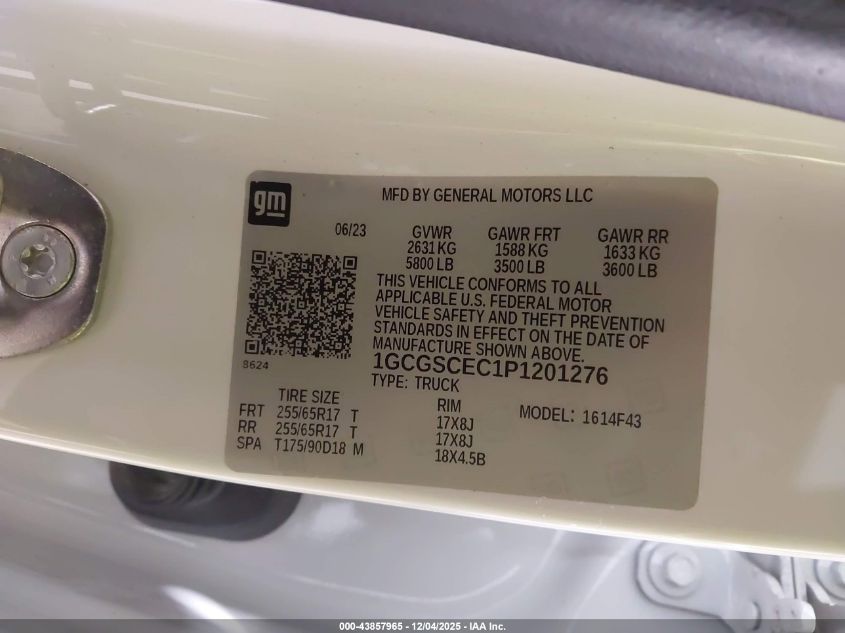 gm
MFD BY GENERAL MOTORS LLC
06/23
GVWR GAWR FRT GAWR RR
2631 KG 1588 KG 1633 KG
5800 LB 3500 LB 3600 LB
THIS VEHICLE CONFORMS TO ALL
APPLICABLE U.S. FEDERAL MOTOR
VEHICLE SAFETY AND THEFT PREVENTION
STANDARDS IN EFFECT ON THE DATE OF
MANUFACTURE SHOWN ABOVE.
8624
1GCGSCEC1P1201276
TYPE: TRUCK
TIRE SIZE RIM MODEL: 1614F43
FRT 255/65R17 T 17X8J
RR 255/65R17 T 17X8J
SPA T175/90D18 M 18X4.5B
000-43857965 - 12/04/2025 - IAA Inc.